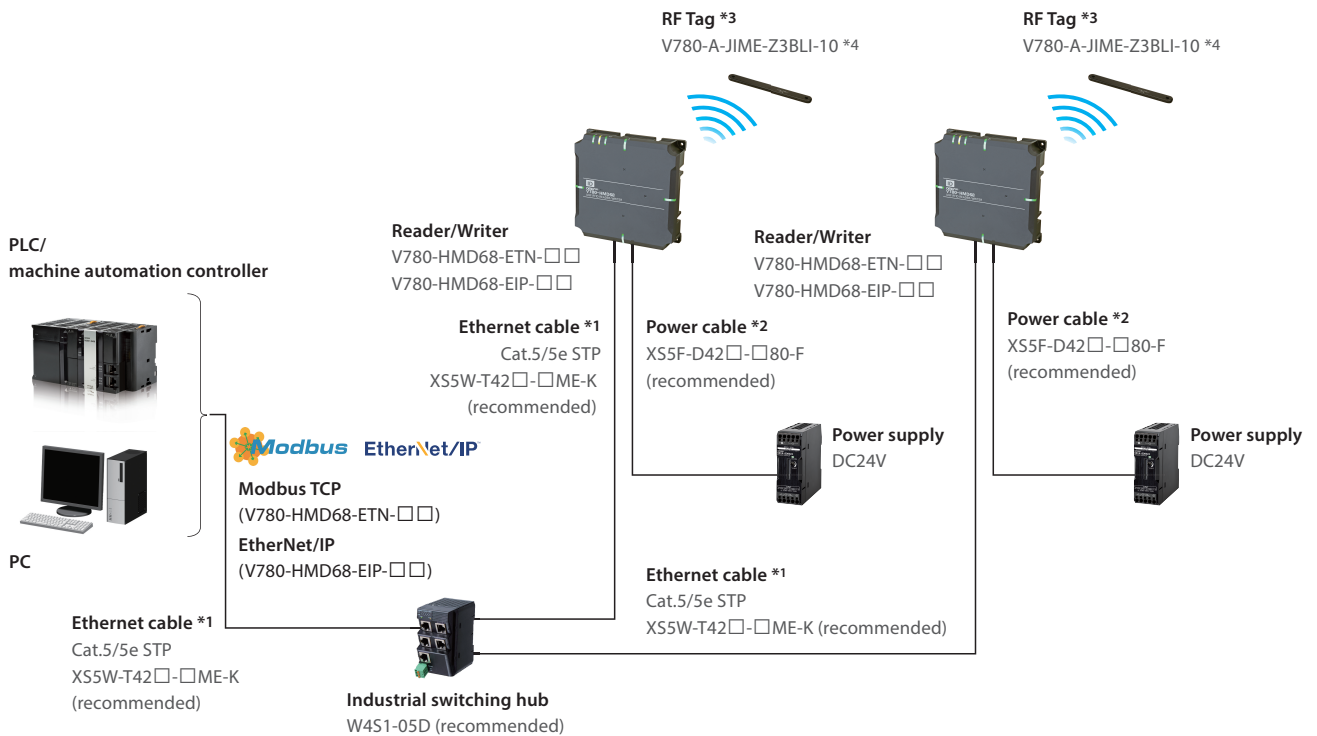 RF Tag *3
V780-A-JIME-Z3BLI-10 *4
RF Tag *3
V780-A-JIME-Z3BLI-10 *4
V780-HMD68
Reader/Writer
V780-HMD68-ETN-□□
V780-HMD68-EIP-□□
Reader/Writer
V780-HMD68-ETN-□□
V780-HMD68-EIP-□□
PLC/
machine automation controller
Ethernet cable *1
Cat.5/5e STP
XS5W-T42□-□ME-K
(recommended)
Power cable *2
XS5F-D42□-□80-F
(recommended)
Power cable *2
XS5F-D42□-□80-F
(recommended)
Power supply
DC24V
Power supply
DC24V
Modbus EtherNet/IP
Modbus TCP
(V780-HMD68-ETN-□□)
EtherNet/IP
(V780-HMD68-EIP-□□)
PC
Ethernet cable *1
Cat.5/5e STP
XS5W-T42□-□ME-K (recommended)
Ethernet cable *1
Cat.5/5e STP
XS5W-T42□-□ME-K
(recommended)
Industrial switching hub
W4S1-05D (recommended)